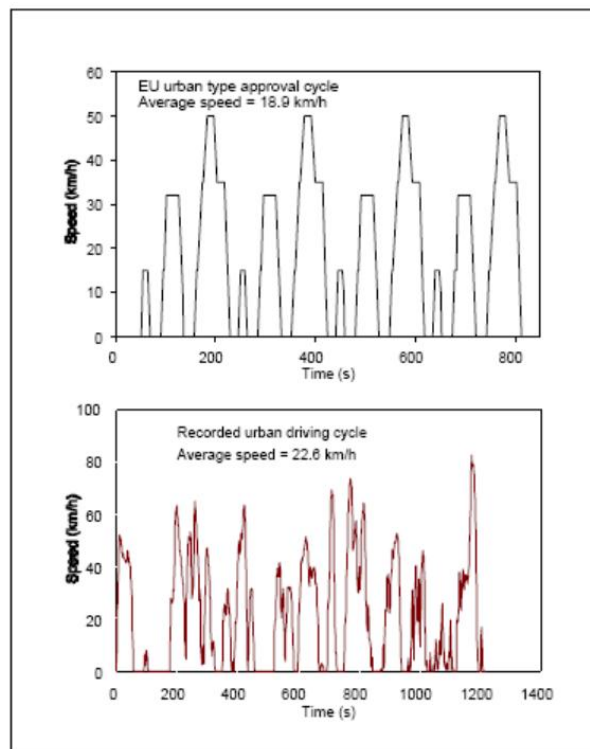 EU urban type approval cycle
Average speed = 18.9 km/h
60
50
40
30
20
10
0
Speed (km/h)
0 200 400 600 800
Time (s)
Recorded urban driving cycle
Average speed = 22.6 km/h
100
80
60
40
20
0
Speed (km/h)
0 200 400 600 800 1000 1200 1400
Time (s)